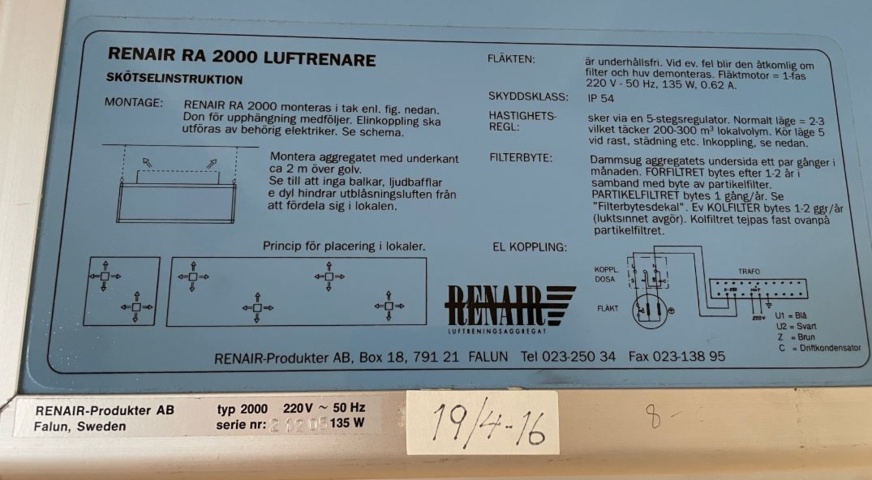 RENAIR RA 2000 LUFTRENARE
SKÖTSELINSTRUKTION
MONTAGE:
RENAIR RA 2000 monteras i tak enl. fig. nedan.
Don för upphängning medföljer. Elinkoppling ska
utföras av behörig elektriker. Se schema.
Montera aggregatet med underkant
ca 2 m över golv.
Se till att inga balkar, ljudbafflar
e dyl hindrar utblåsningsluften från
att fördela sig i lokalen.
Princip för placering i lokaler.
FLÄKTEN:
är underhållsfri. Vid ev. fel blir den åtkomlig om
filter och huv demonteras. Fläktmotor = 1-fas
220 V - 50 Hz, 135 W, 0.62 A.
SKYDDSKLASS:
IP 54
HASTIGHETS-
REGL:
sker via en 5-stegsregulator. Normalt läge = 2-3
vilket täcker 200-300 m³ lokalvolym. Kör läge 5
vid rast, städning etc. Inkoppling, se nedan.
FILTERBYTE:
Dammsug aggregatets undersida ett par gånger i
månaden. FÖRFILTRET bytes efter 1-2 år i
samband med byte av partikelfilter.
PARTIKELFILTRET bytes 1 gång/år. Se
"Filterbytesdekal". Ev KOLFILTER bytes 1-2 ggr/år
(luktsinnet avgör). Kolfiltret tejpas fast ovanpå
partikelfiltret.
EL KOPPLING:
KOPPL.
DOSA
FLÄKT
TRAFO
220V
U1 = Blå
U2 = Svart
Z = Brun
C = Driftkondensator
RENAIR
LUFTRENINGSAGGREGAT
RENAIR-Produkter AB, Box 18, 791 21 FALUN Tel 023-250 34 Fax 023-138 95
RENAIR-Produkter AB typ 2000 220 V ~ 50 Hz
Falun, Sweden serie nr: 135 W
19/4-16
8-